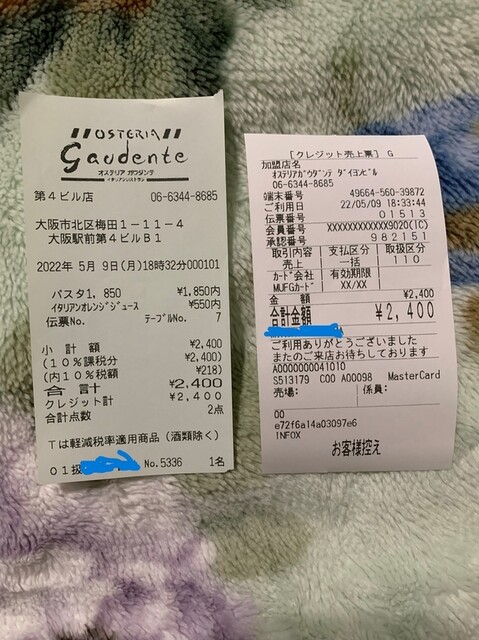 OSTERIA
Gaudente
オステリア ガウダンテ
イタリアンレストラン
第４ビル店 06-6344-8685
大阪市北区梅田１－１１－４
大阪駅前第４ビルＢ１
2022年 5月 9日(月)18時32分000101
パスタ1，850 ¥1,850円
イタリアンオレンジジュース ¥550円
伝票No. テーブルNo. 7
小 計 額 ¥2,400
(１０％課税分 ¥2,400)
(内１０％税額 ¥218)
合 計 ¥2,400
クレジット計 ¥2,400
合計点数 2点
Ｔは軽減税率適用商品（酒類除く）
０１扱 No.5336 1名
[クレジット売上票] G
加盟店名
オステリアガウダンテ ダイヨンビル
06-6344-8685
端末番号 49664-560-39872
ご利用日 22/05/09 18:33:44
伝票番号 01513
会員番号 XXXXXXXXXXXX9020(IC)
承認番号 982151
取引内容 支払区分 取扱区分
売上 一括 110
カード会社 有効期限
MUFGカード XX/XX
金 額 ¥2,400
合計金額 ¥2,400
ご利用ありがとうございました
またのご来店お待ちしております
A0000000041010
S513179 C00 A00098 MasterCard
売場: 係員:
00
e72f6a14a03097e6
INFOX
お客様控え